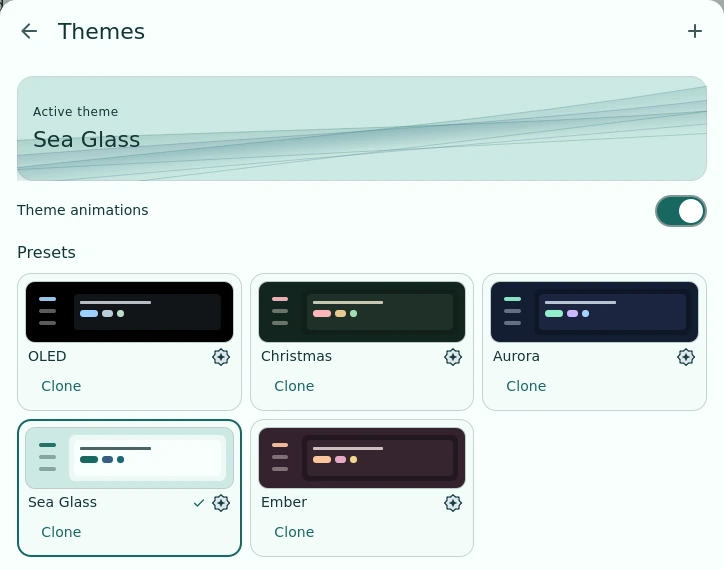 Themes
Active theme
Sea Glass
Theme animations
Presets
OLED
Clone
Christmas
Clone
Aurora
Clone
Sea Glass
Clone
Ember
Clone